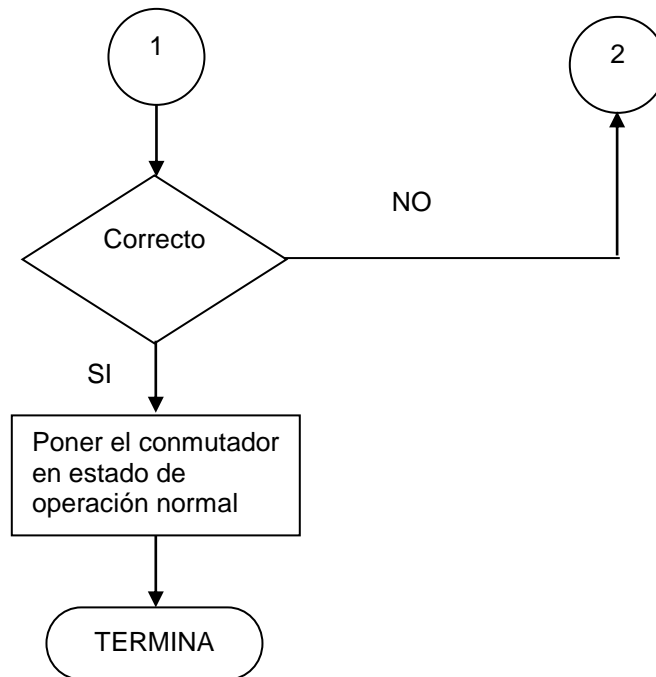 1
2
NO
Correcto
SI
Poner el conmutador
en estado de
operación normal
TERMINA